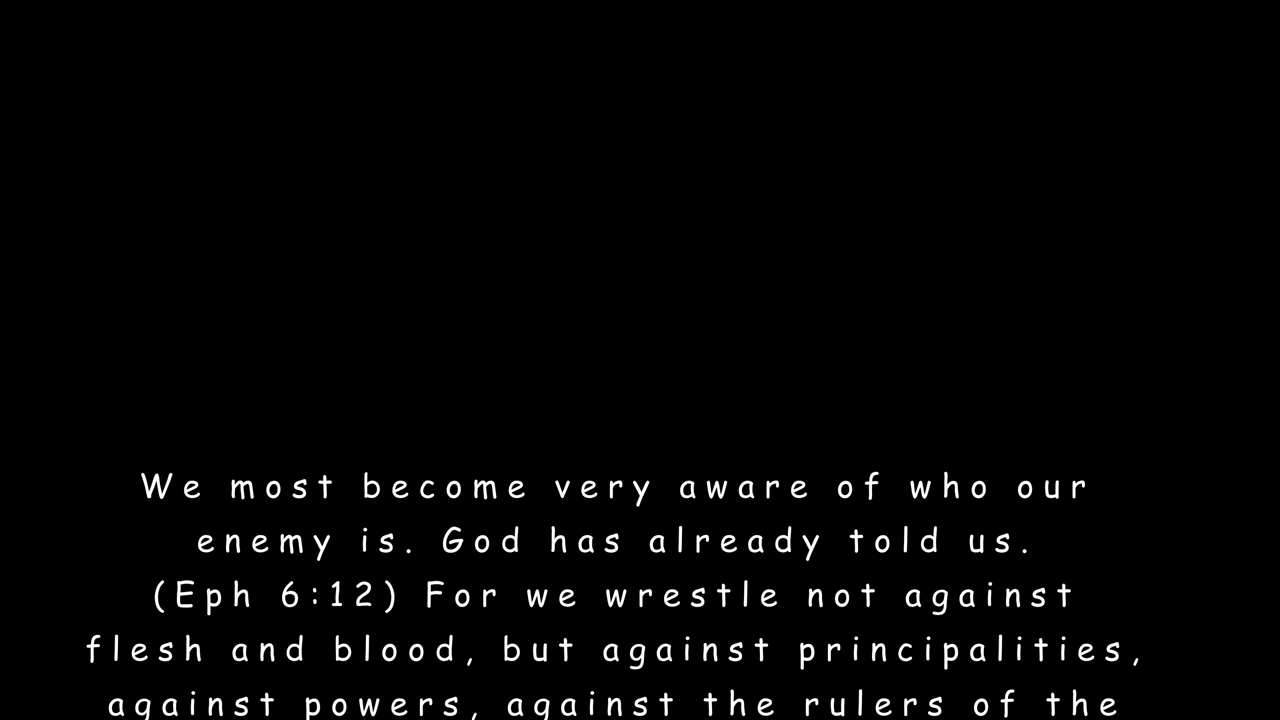 We most become very aware of who our
enemy is. God has already told us.
(Eph 6:12) For we wrestle not against
flesh and blood, but against principalities,
against powers, against the rulers of the